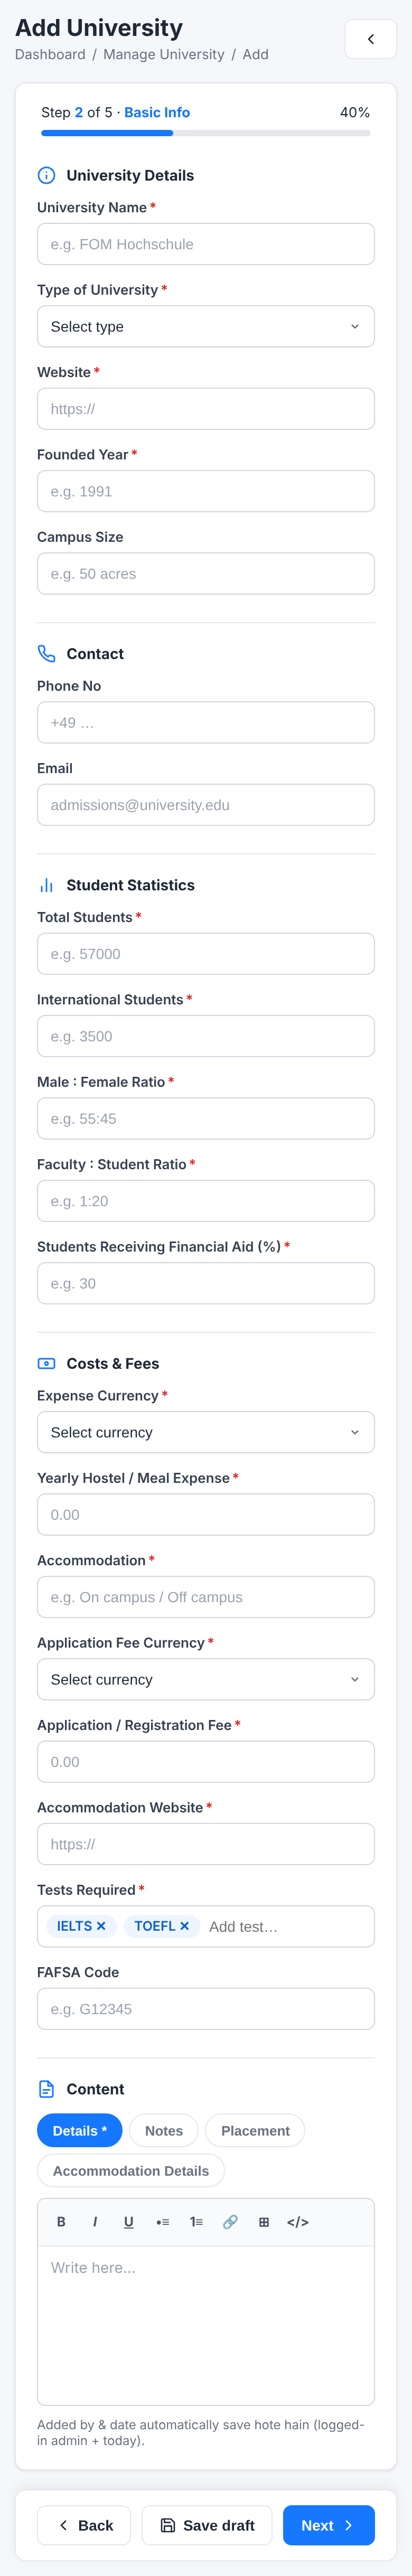 Add University
Dashboard / Manage University / Add
Step 2 of 5 · Basic Info 40%
University Details
University Name *
e.g. FOM Hochschule
Type of University *
Select type
Website *
https://
Founded Year *
e.g. 1991
Campus Size
e.g. 50 acres
Contact
Phone No
+49 …
Email
admissions@university.edu
Student Statistics
Total Students *
e.g. 57000
International Students *
e.g. 3500
Male : Female Ratio *
e.g. 55:45
Faculty : Student Ratio *
e.g. 1:20
Students Receiving Financial Aid (%) *
e.g. 30
Costs & Fees
Expense Currency *
Select currency
Yearly Hostel / Meal Expense *
0.00
Accommodation *
e.g. On campus / Off campus
Application Fee Currency *
Select currency
Application / Registration Fee *
0.00
Accommodation Website *
https://
Tests Required *
IELTS ✕ TOEFL ✕ Add test…
FAFSA Code
e.g. G12345
Content
Details * Notes Placement
Accommodation Details
B I U •≡ 1≡ 🔗 ⊞ </>
Write here...
Added by & date automatically save hote hain (logged-
in admin + today).
Back Save draft Next